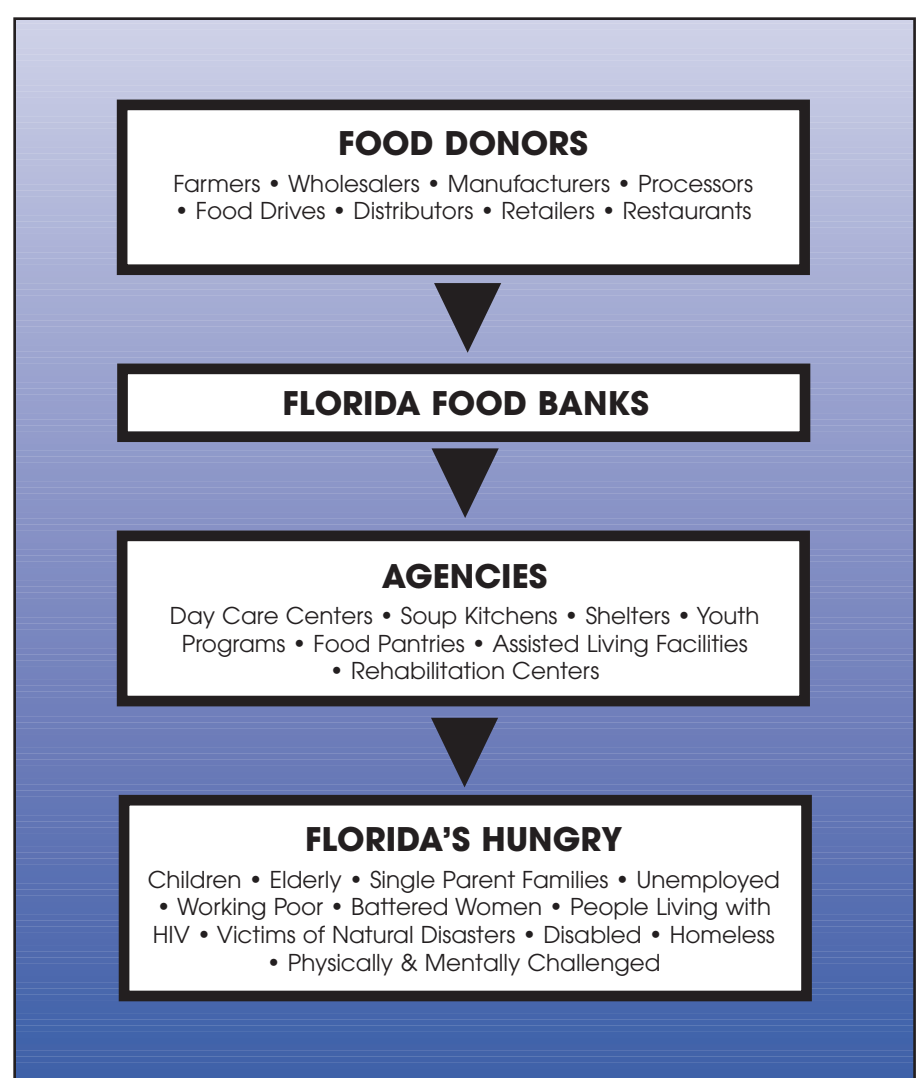 FOOD DONORS
Farmers • Wholesalers • Manufacturers • Processors
• Food Drives • Distributors • Retailers • Restaurants
FLORIDA FOOD BANKS
AGENCIES
Day Care Centers • Soup Kitchens • Shelters • Youth
Programs • Food Pantries • Assisted Living Facilities
• Rehabilitation Centers
FLORIDA’S HUNGRY
Children • Elderly • Single Parent Families • Unemployed
• Working Poor • Battered Women • People Living with
HIV • Victims of Natural Disasters • Disabled • Homeless
• Physically & Mentally Challenged